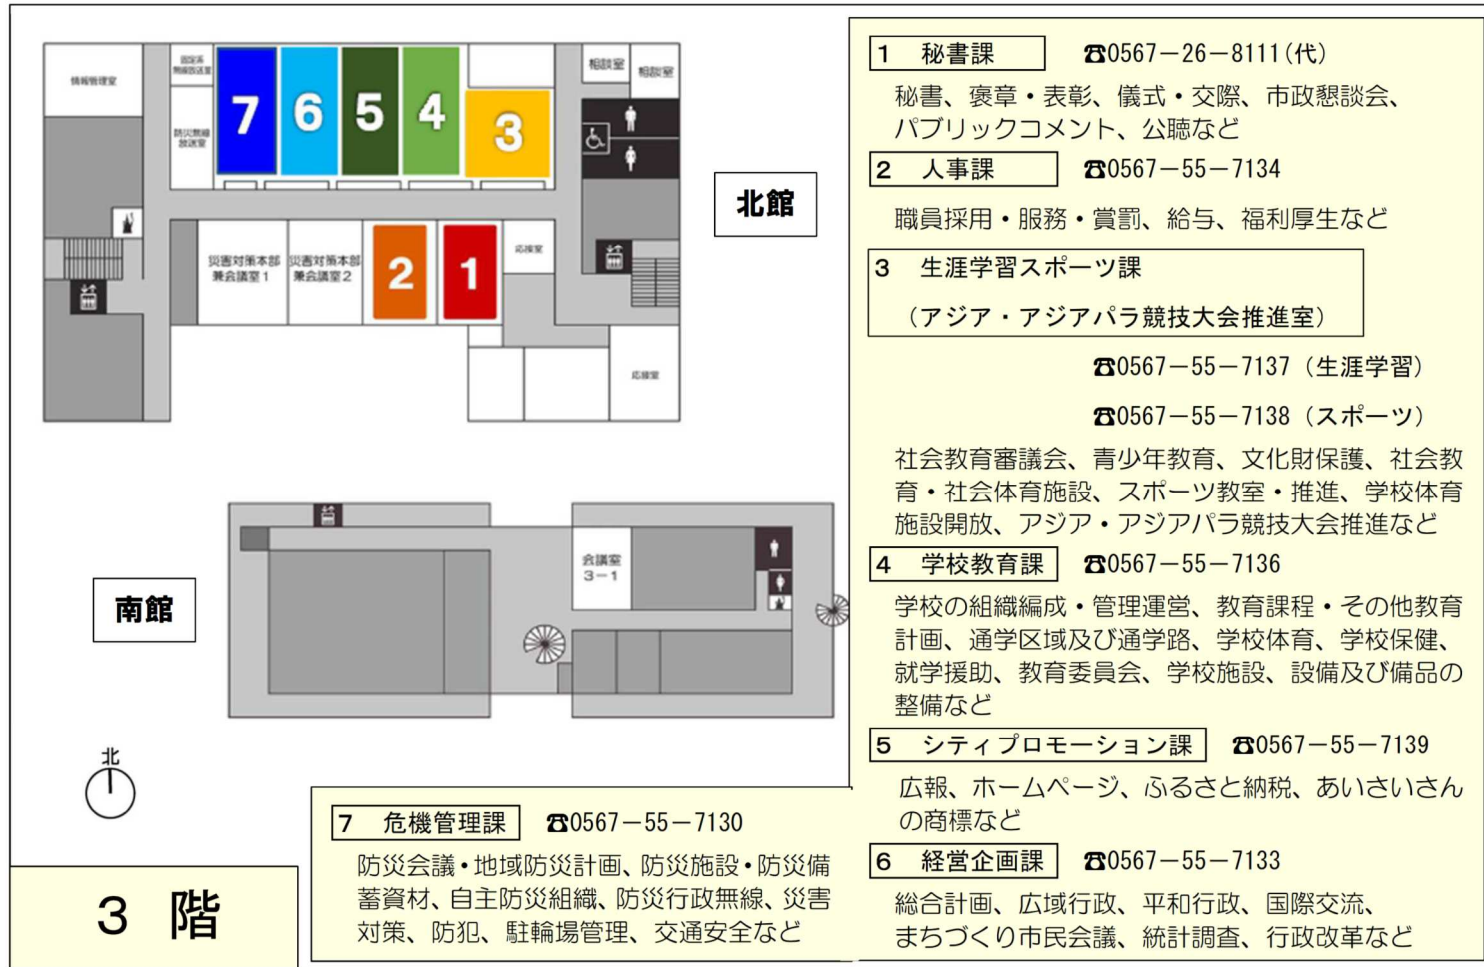 情報管理室
固定系
無線放送室
防災無線
放送室
7
6
5
4
3
相談室
相談室
北館
災害対策本部
兼会議室1
災害対策本部
兼会議室2
2
1
応接室
応接室
会議室
3-1
南館
北
3 階
1 秘書課 ☎0567-26-8111(代)
秘書、褒章・表彰、儀式・交際、市政懇談会、
パブリックコメント、公聴など
2 人事課 ☎0567-55-7134
職員採用・服務・賞罰、給与、福利厚生など
3 生涯学習スポーツ課
(アジア・アジアパラ競技大会推進室)
☎0567-55-7137(生涯学習)
☎0567-55-7138(スポーツ)
社会教育審議会、青少年教育、文化財保護、社会教
育・社会体育施設、スポーツ教室・推進、学校体育
施設開放、アジア・アジアパラ競技大会推進など
4 学校教育課 ☎0567-55-7136
学校の組織編成・管理運営、教育課程・その他教育
計画、通学区域及び通学路、学校体育、学校保健、
就学援助、教育委員会、学校施設、設備及び備品の
整備など
5 シティプロモーション課 ☎0567-55-7139
広報、ホームページ、ふるさと納税、あいさいさん
の商標など
6 経営企画課 ☎0567-55-7133
総合計画、広域行政、平和行政、国際交流、
まちづくり市民会議、統計調査、行政改革など
7 危機管理課 ☎0567-55-7130
防災会議・地域防災計画、防災施設・防災備
蓄資材、自主防災組織、防災行政無線、災害
対策、防犯、駐輪場管理、交通安全など